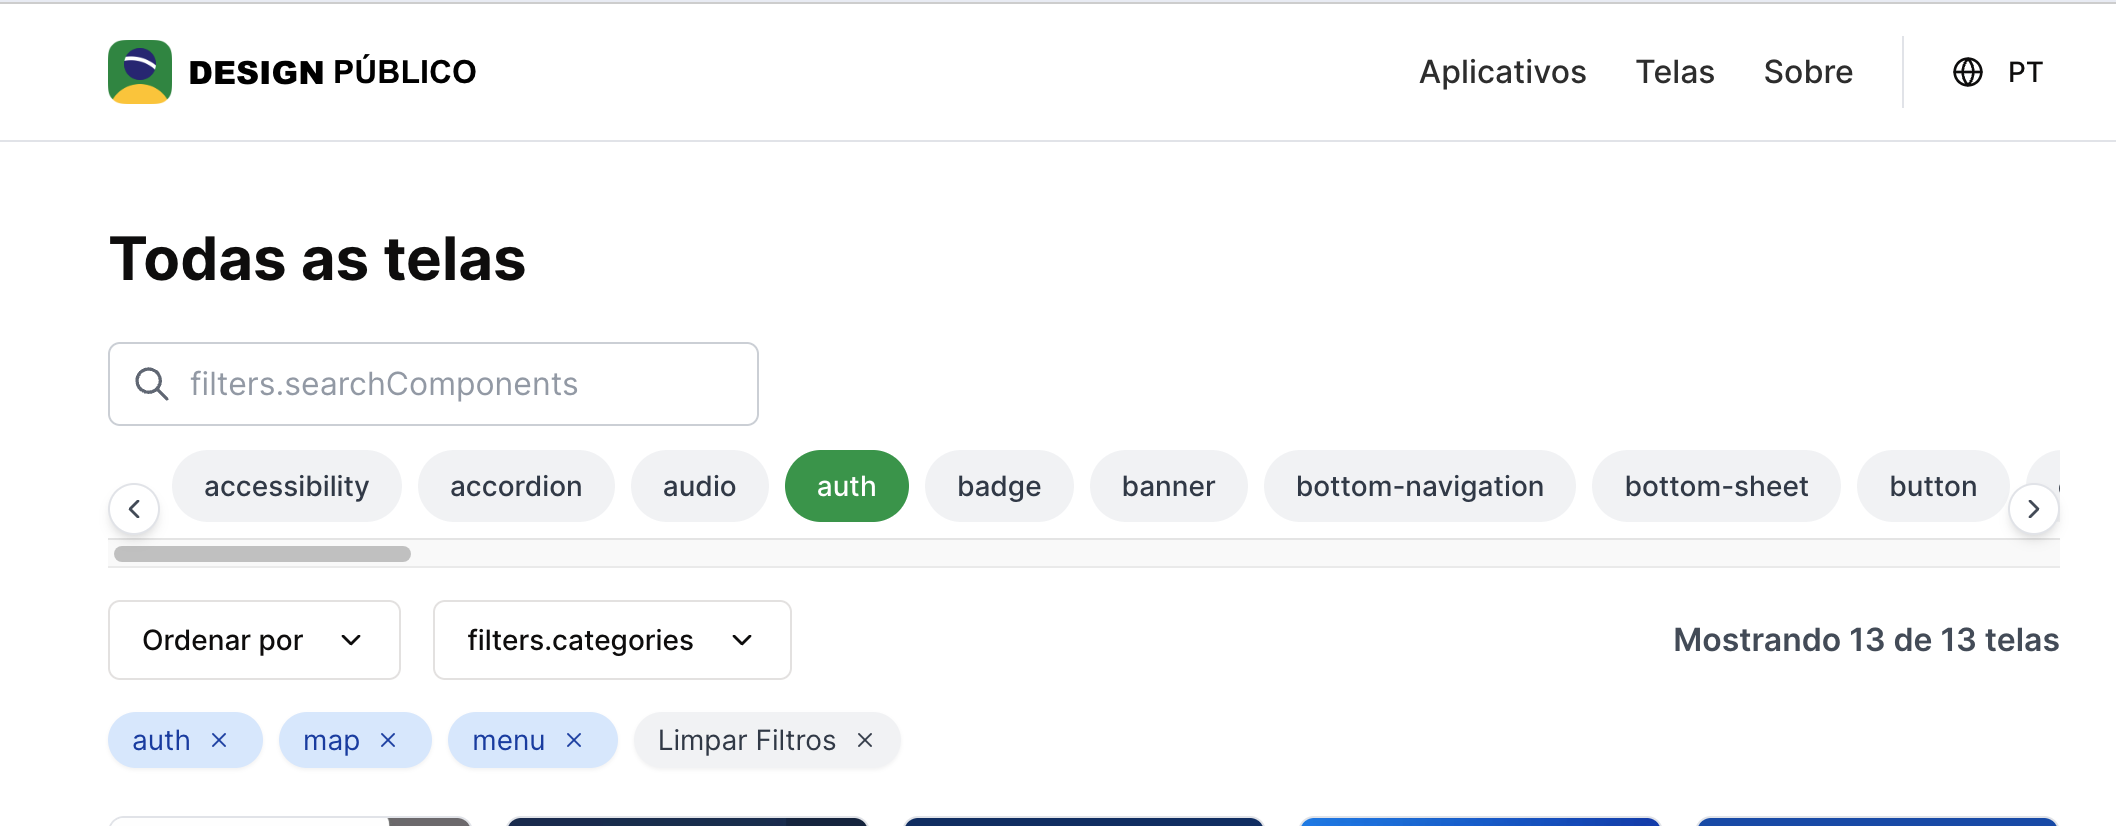 DESIGN PÚBLICO
Aplicativos Telas Sobre PT
Todas as telas
filters.searchComponents
accessibility accordion audio auth badge banner bottom-navigation bottom-sheet button
Ordenar por filters.categories Mostrando 13 de 13 telas
auth × map × menu × Limpar Filtros ×